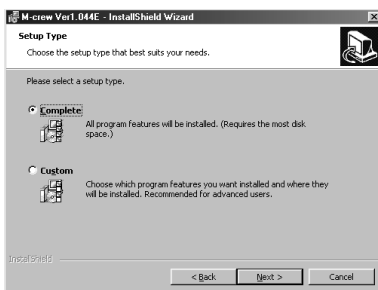 M-crew Ver1.044E - InstallShield Wizard
Setup Type
Choose the setup type that best suits your needs.
Please select a setup type.
Complete
All program features will be installed. (Requires the most disk
space.)
Custom
Choose which program features you want installed and where they
will be installed. Recommended for advanced users.
InstallShield
< Back Next > Cancel